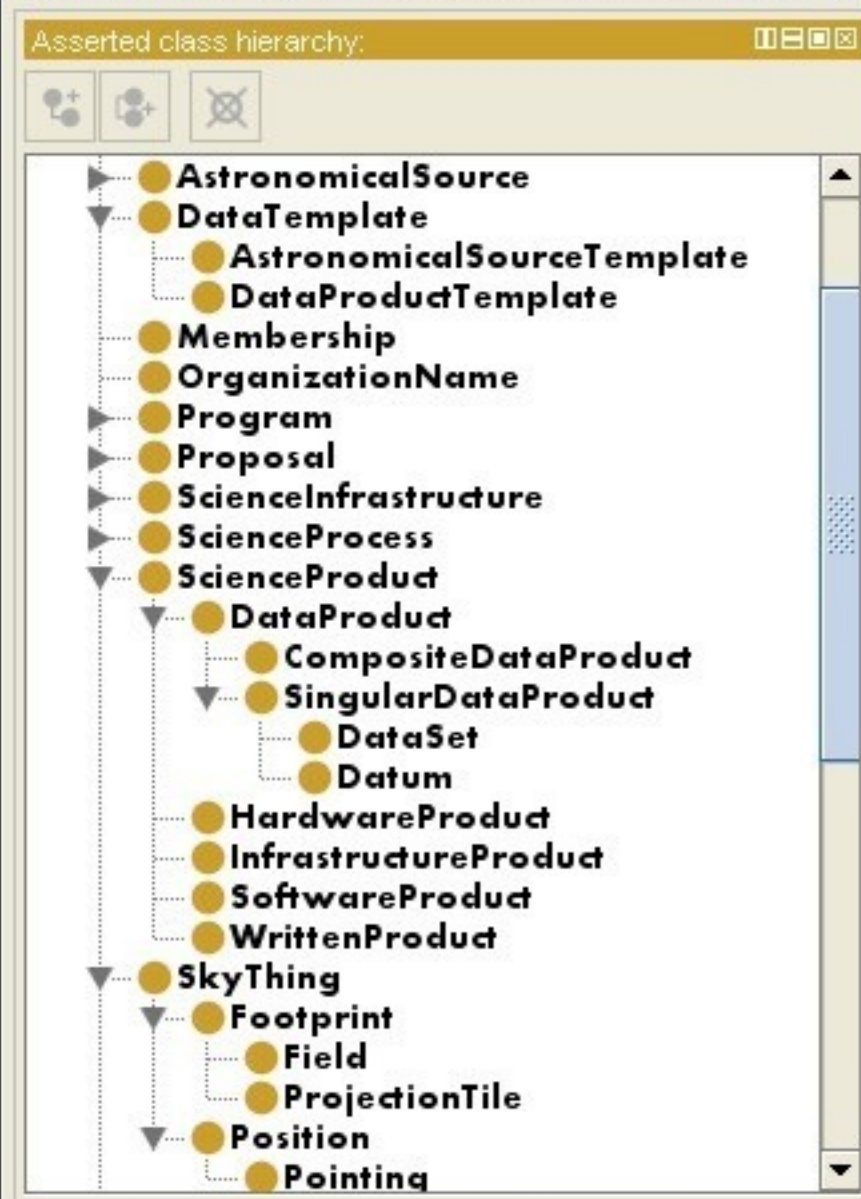 Asserted class hierarchy:
AstronomicalSource
DataTemplate
AstronomicalSourceTemplate
DataProductTemplate
Membership
OrganizationName
Program
Proposal
ScienceInfrastructure
ScienceProcess
ScienceProduct
DataProduct
CompositeDataProduct
SingularDataProduct
DataSet
Datum
HardwareProduct
InfrastructureProduct
SoftwareProduct
WrittenProduct
SkyThing
Footprint
Field
ProjectionTile
Position
Pointing